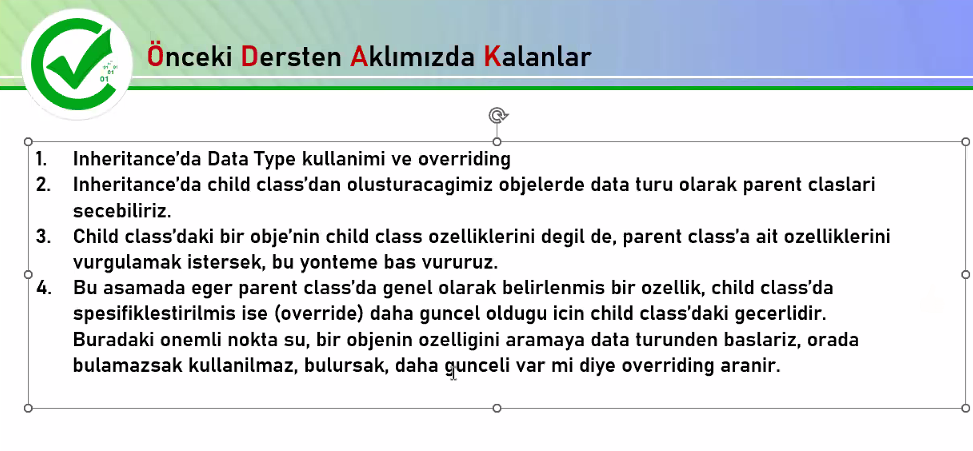 Önceki Dersten Aklımızda Kalanlar
01
01
01
1. Inheritance'da Data Type kullanimi ve overriding
2. Inheritance'da child class'dan olusturacagimiz objelerde data turu olarak parent claslari
secebiliriz.
3. Child class'daki bir obje'nin child class ozelliklerini degil de, parent class'a ait ozelliklerini
vurgulamak istersek, bu yonteme bas vururuz.
4. Bu asamada eger parent class'da genel olarak belirlenmis bir ozellik, child class'da
spesifiklestirilmis ise (override) daha guncel oldugu icin child class'daki gecerlidir.
Buradaki onemli nokta su, bir objenin ozelligini aramaya data turunden baslariz, orada
bulamazsak kullanilmaz, bulursak, daha gunceli var mi diye overriding aranir.